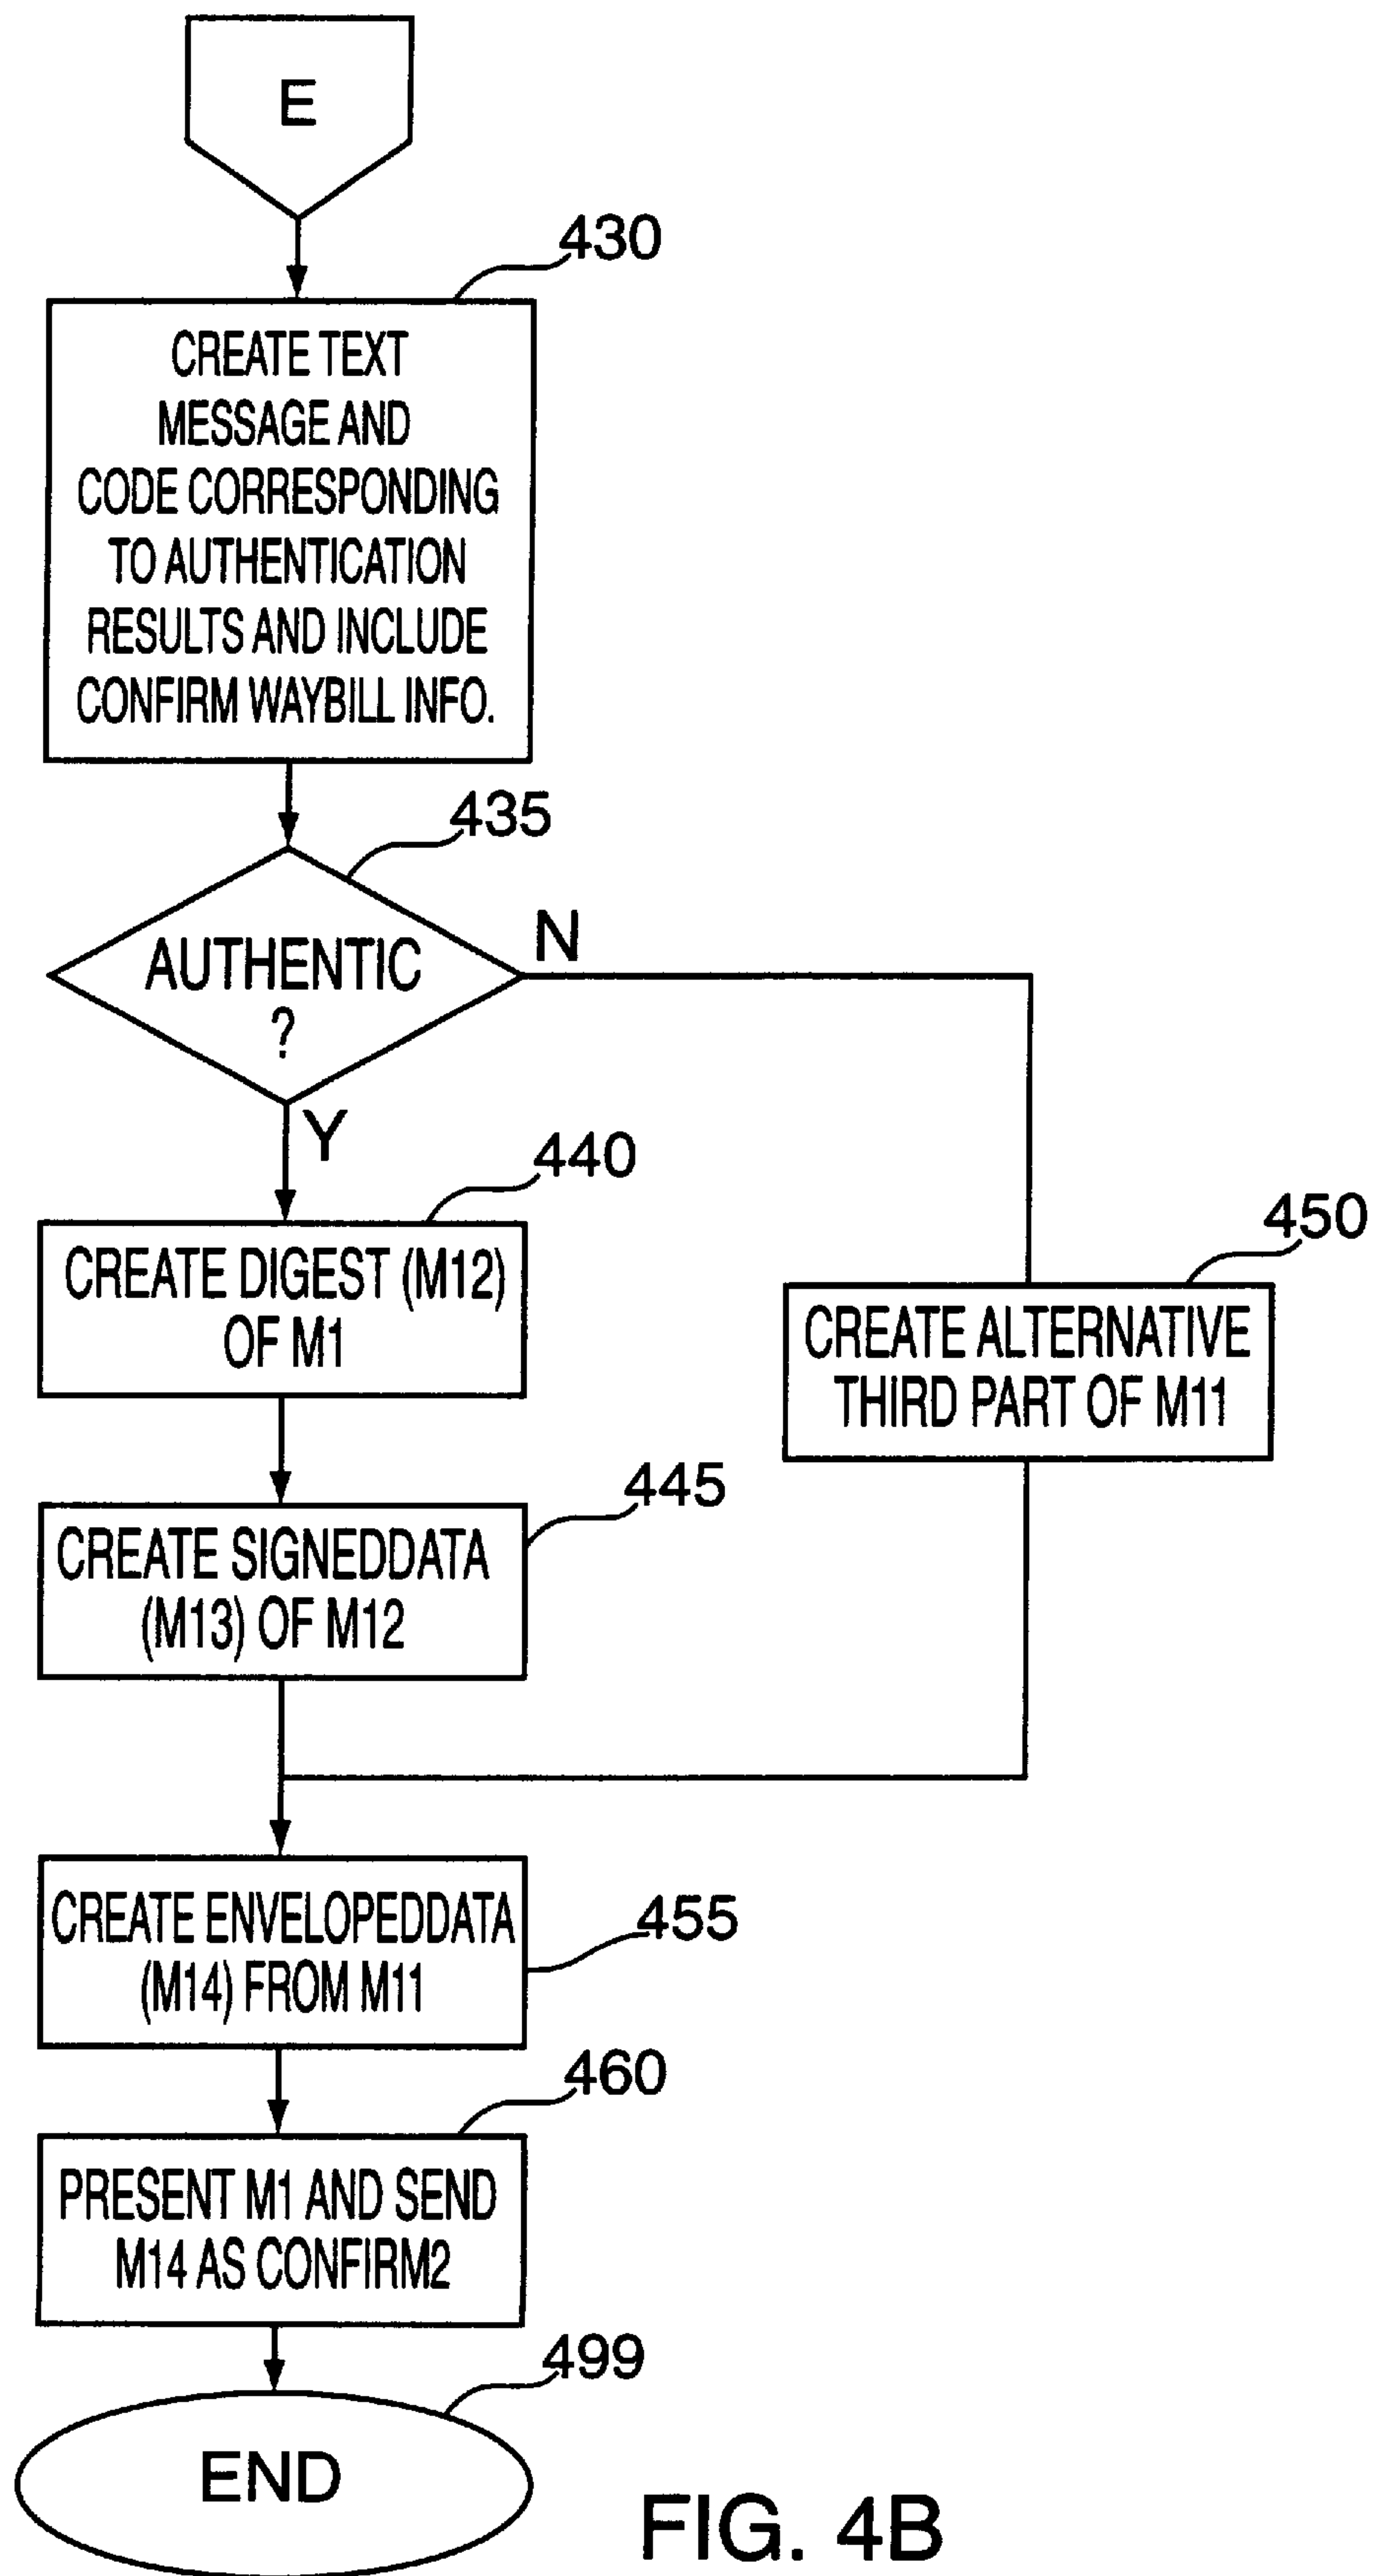 E
430
CREATE TEXT
MESSAGE AND
CODE CORRESPONDING
TO AUTHENTICATION
RESULTS AND INCLUDE
CONFIRM WAYBILL INFO.
435
AUTHENTIC
?
N
Y
440
CREATE DIGEST (M12)
OF M1
450
CREATE ALTERNATIVE
THIRD PART OF M11
445
CREATE SIGNEDDATA
(M13) OF M12
455
CREATE ENVELOPEDDATA
(M14) FROM M11
460
PRESENT M1 AND SEND
M14 AS CONFIRM2
499
END
FIG. 4B